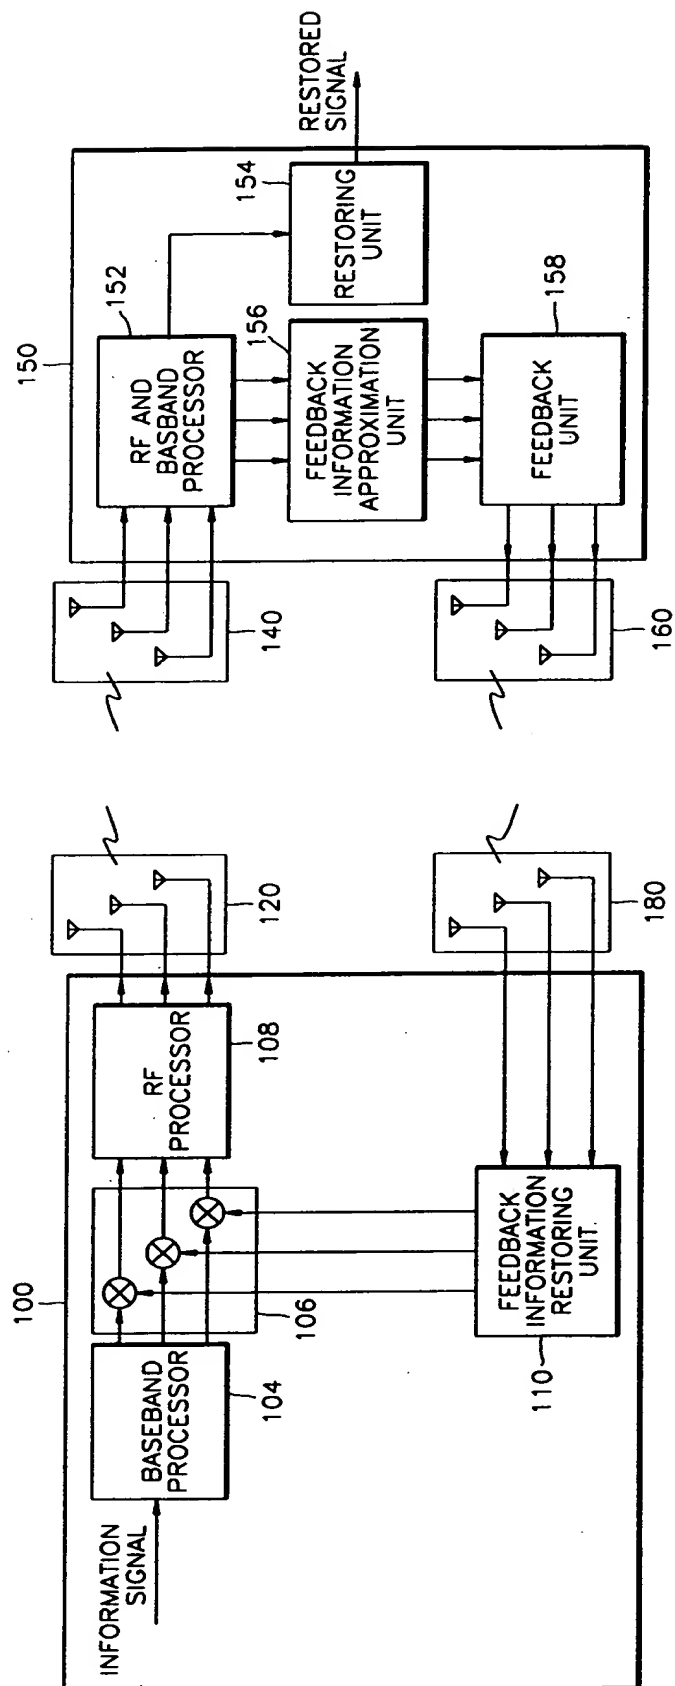 100
INFORMATION
SIGNAL
BASEBAND
PROCESSOR
104
106
RF
PROCESSOR
108
120
FEEDBACK
INFORMATION
RESTORING
UNIT.
110
180
150
140
RF AND
BASBAND
PROCESSOR
152
RESTORING
UNIT
154
RESTORED
SIGNAL
FEEDBACK
INFORMATION
APPROXIMATION
UNIT
156
FEEDBACK
UNIT
158
160